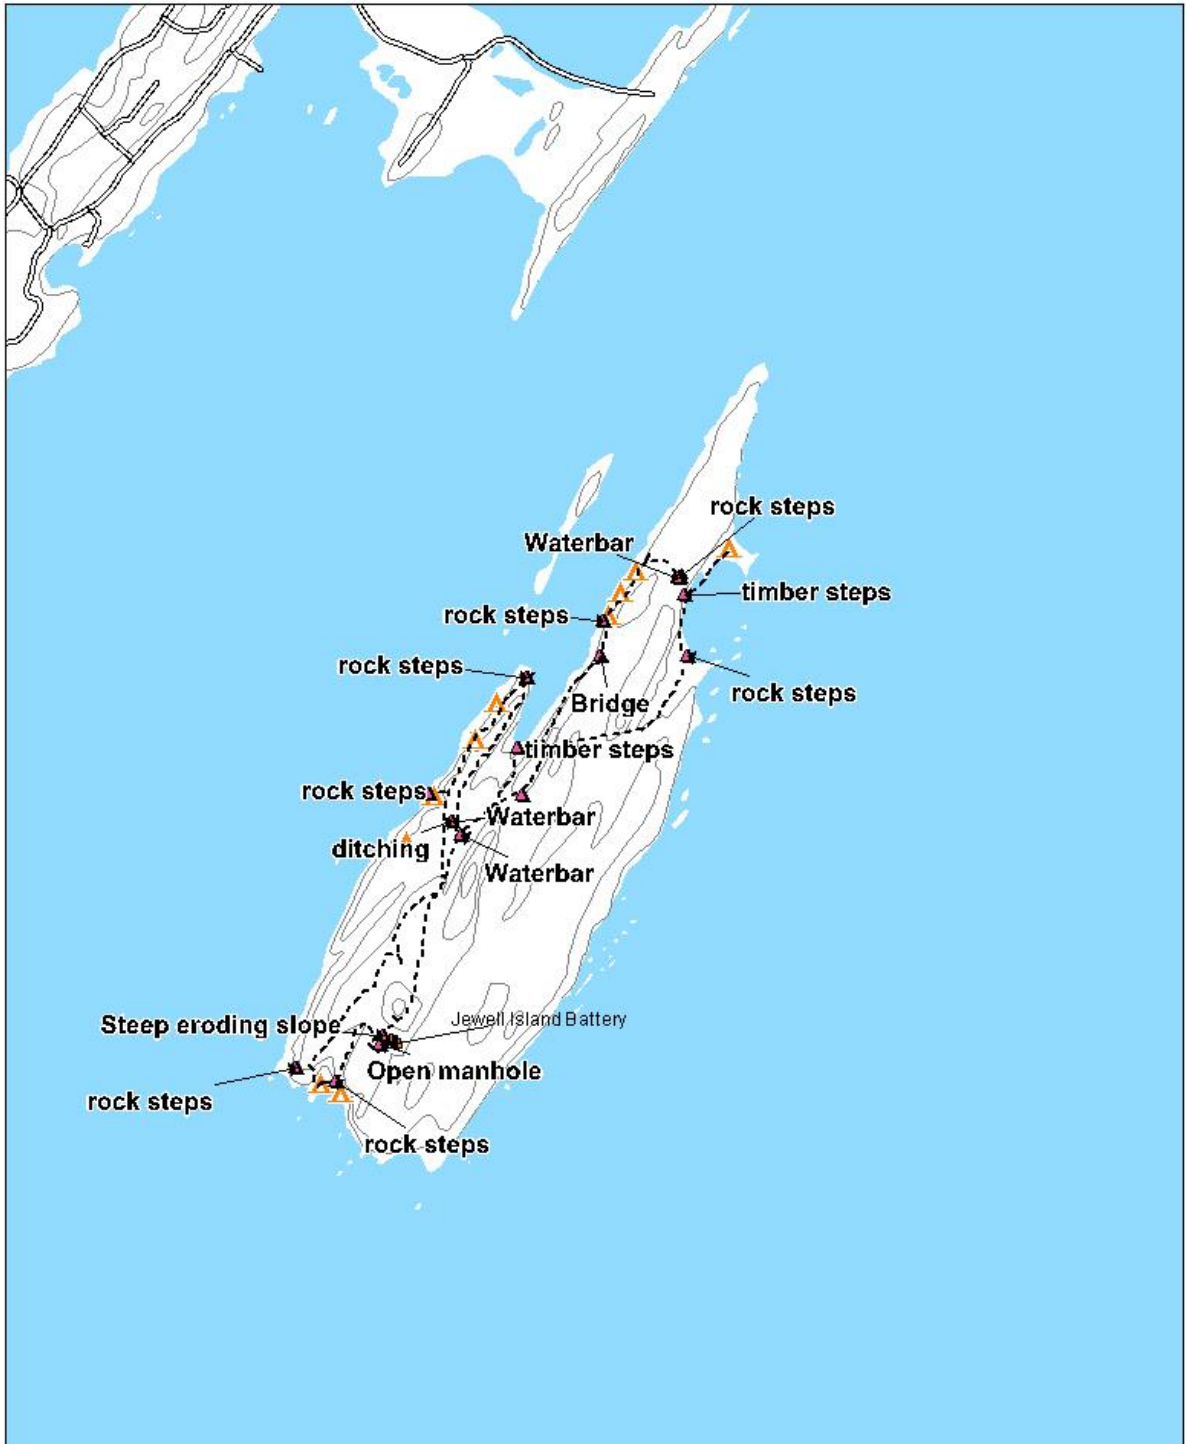 rock steps
Waterbar
timber steps
rock steps
rock steps
rock steps
Bridge
timber steps
rock steps
Waterbar
ditching
Waterbar
Steep eroding slope
Jewell Island Battery
Open manhole
rock steps
rock steps